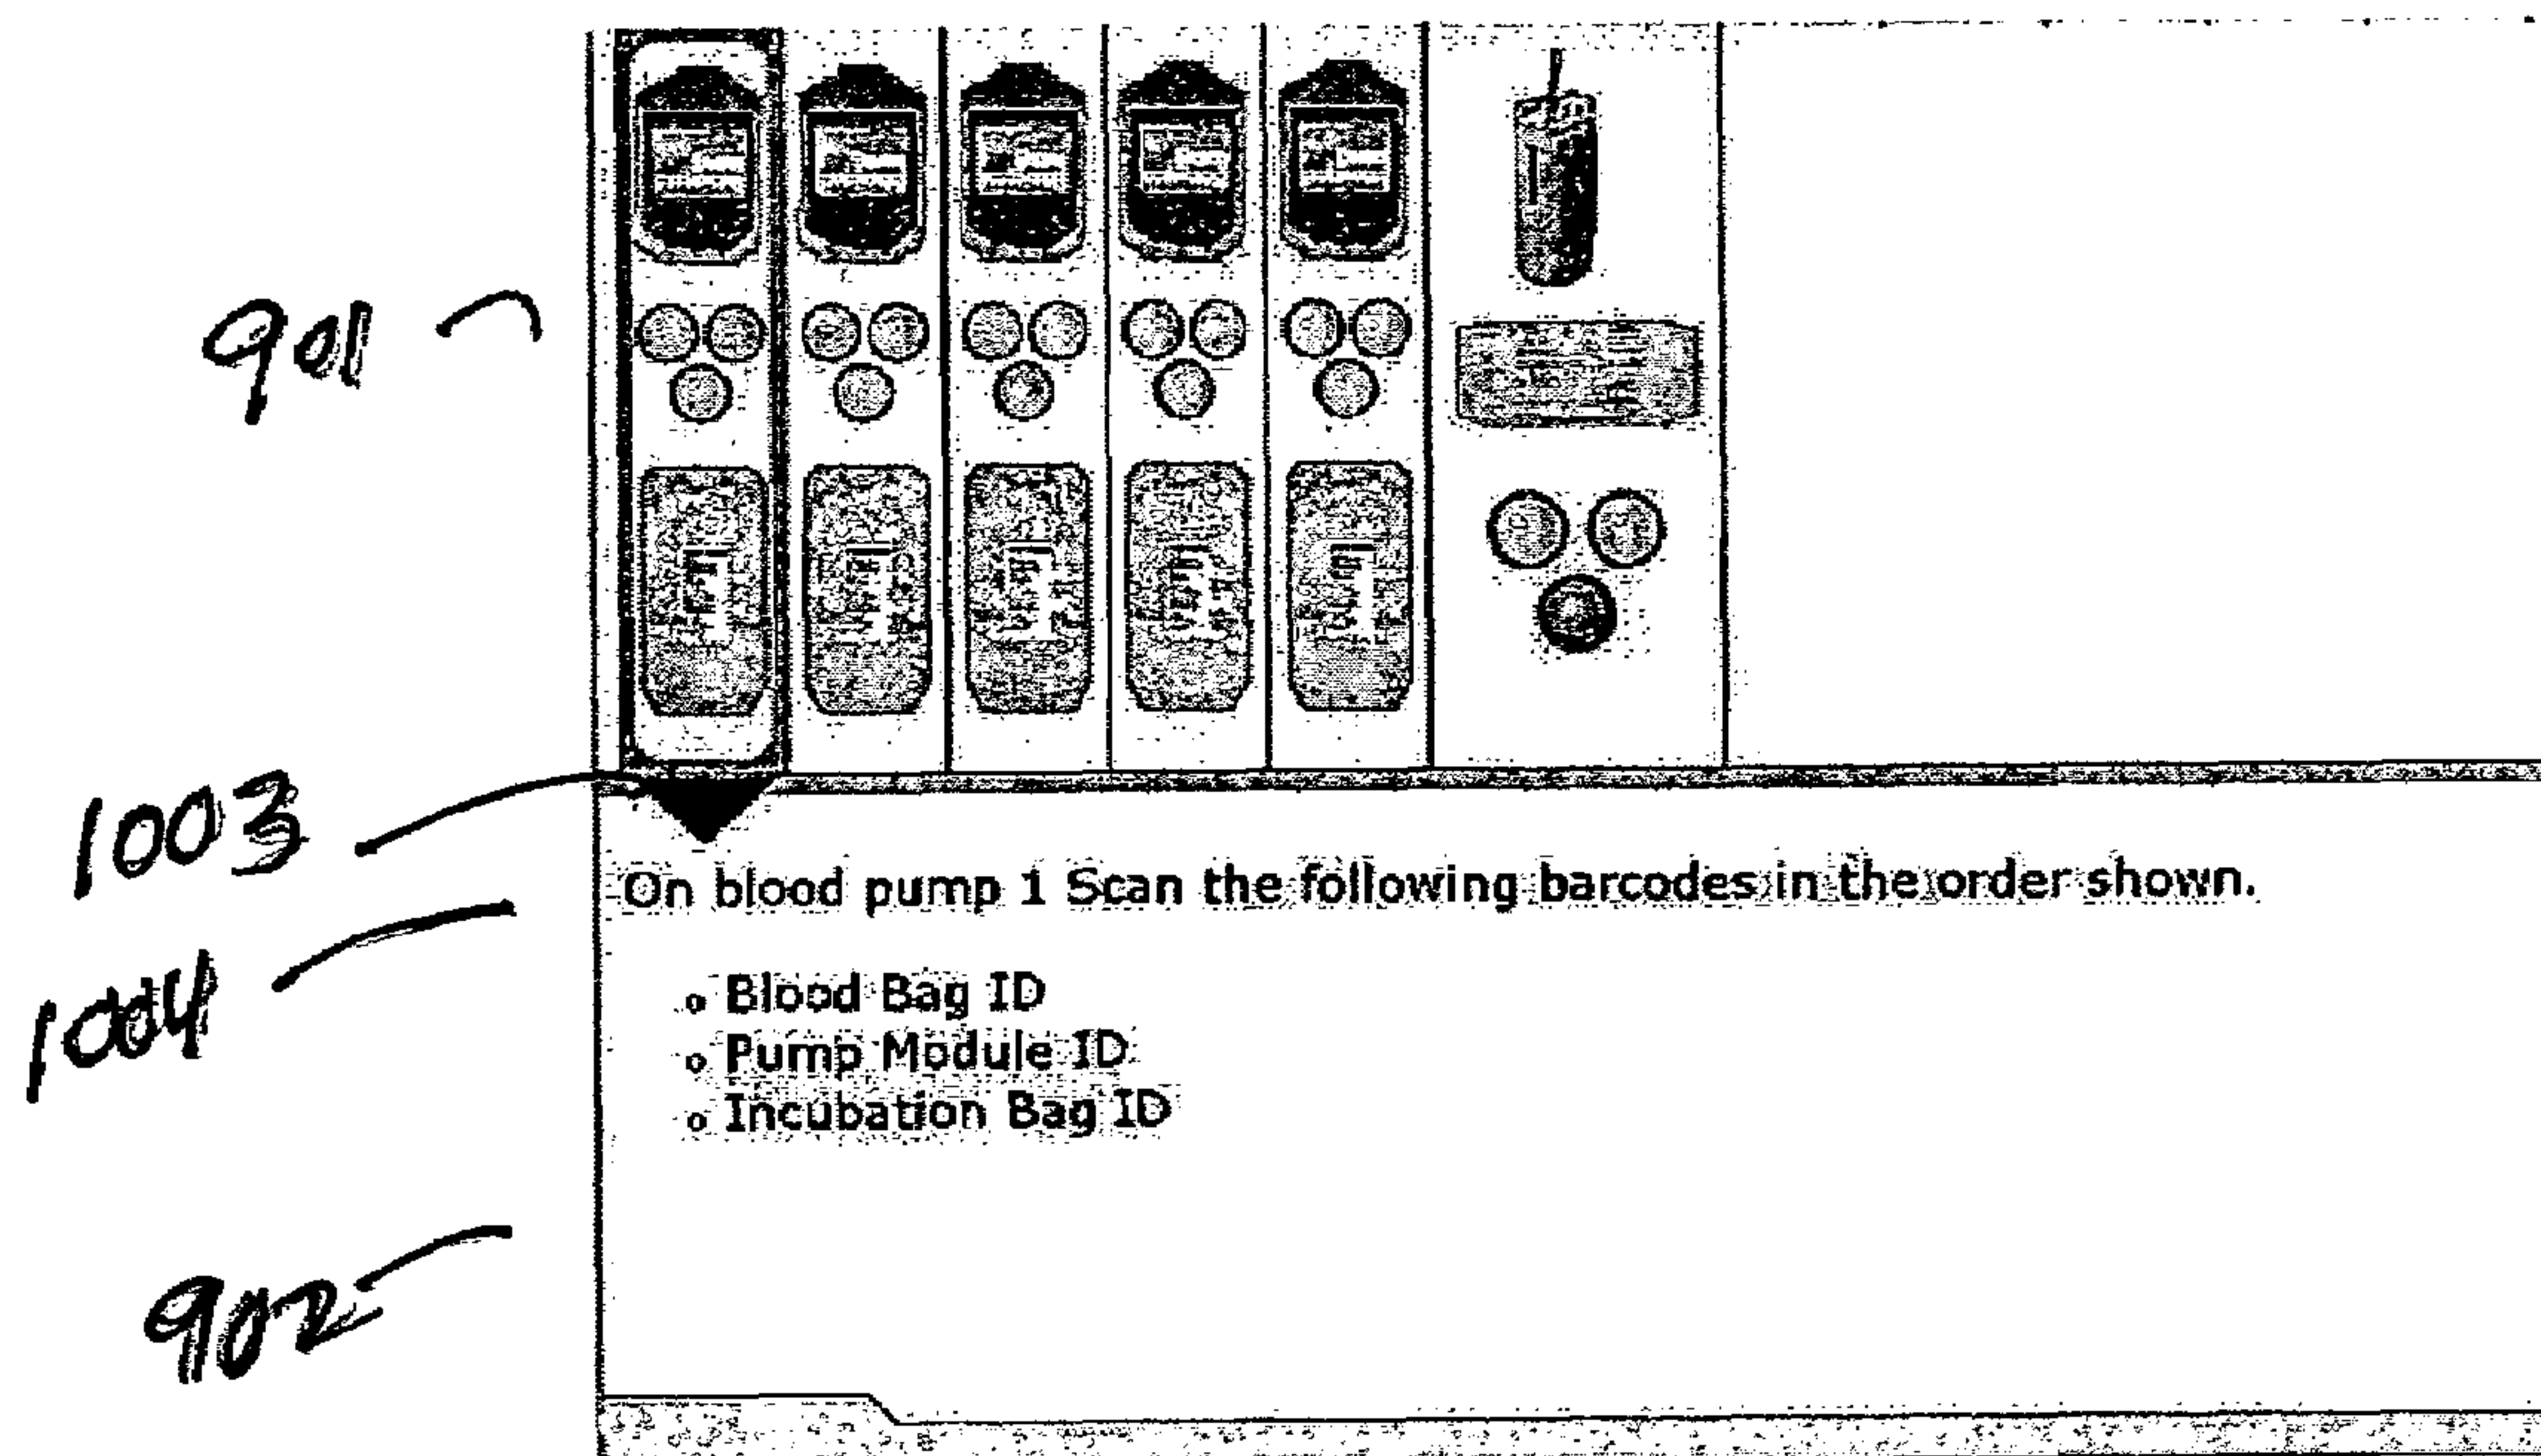 901
1003
On blood pump 1 Scan the following barcodes in the order shown.
1004
o Blood Bag ID
o Pump Module ID
o Incubation Bag ID
902